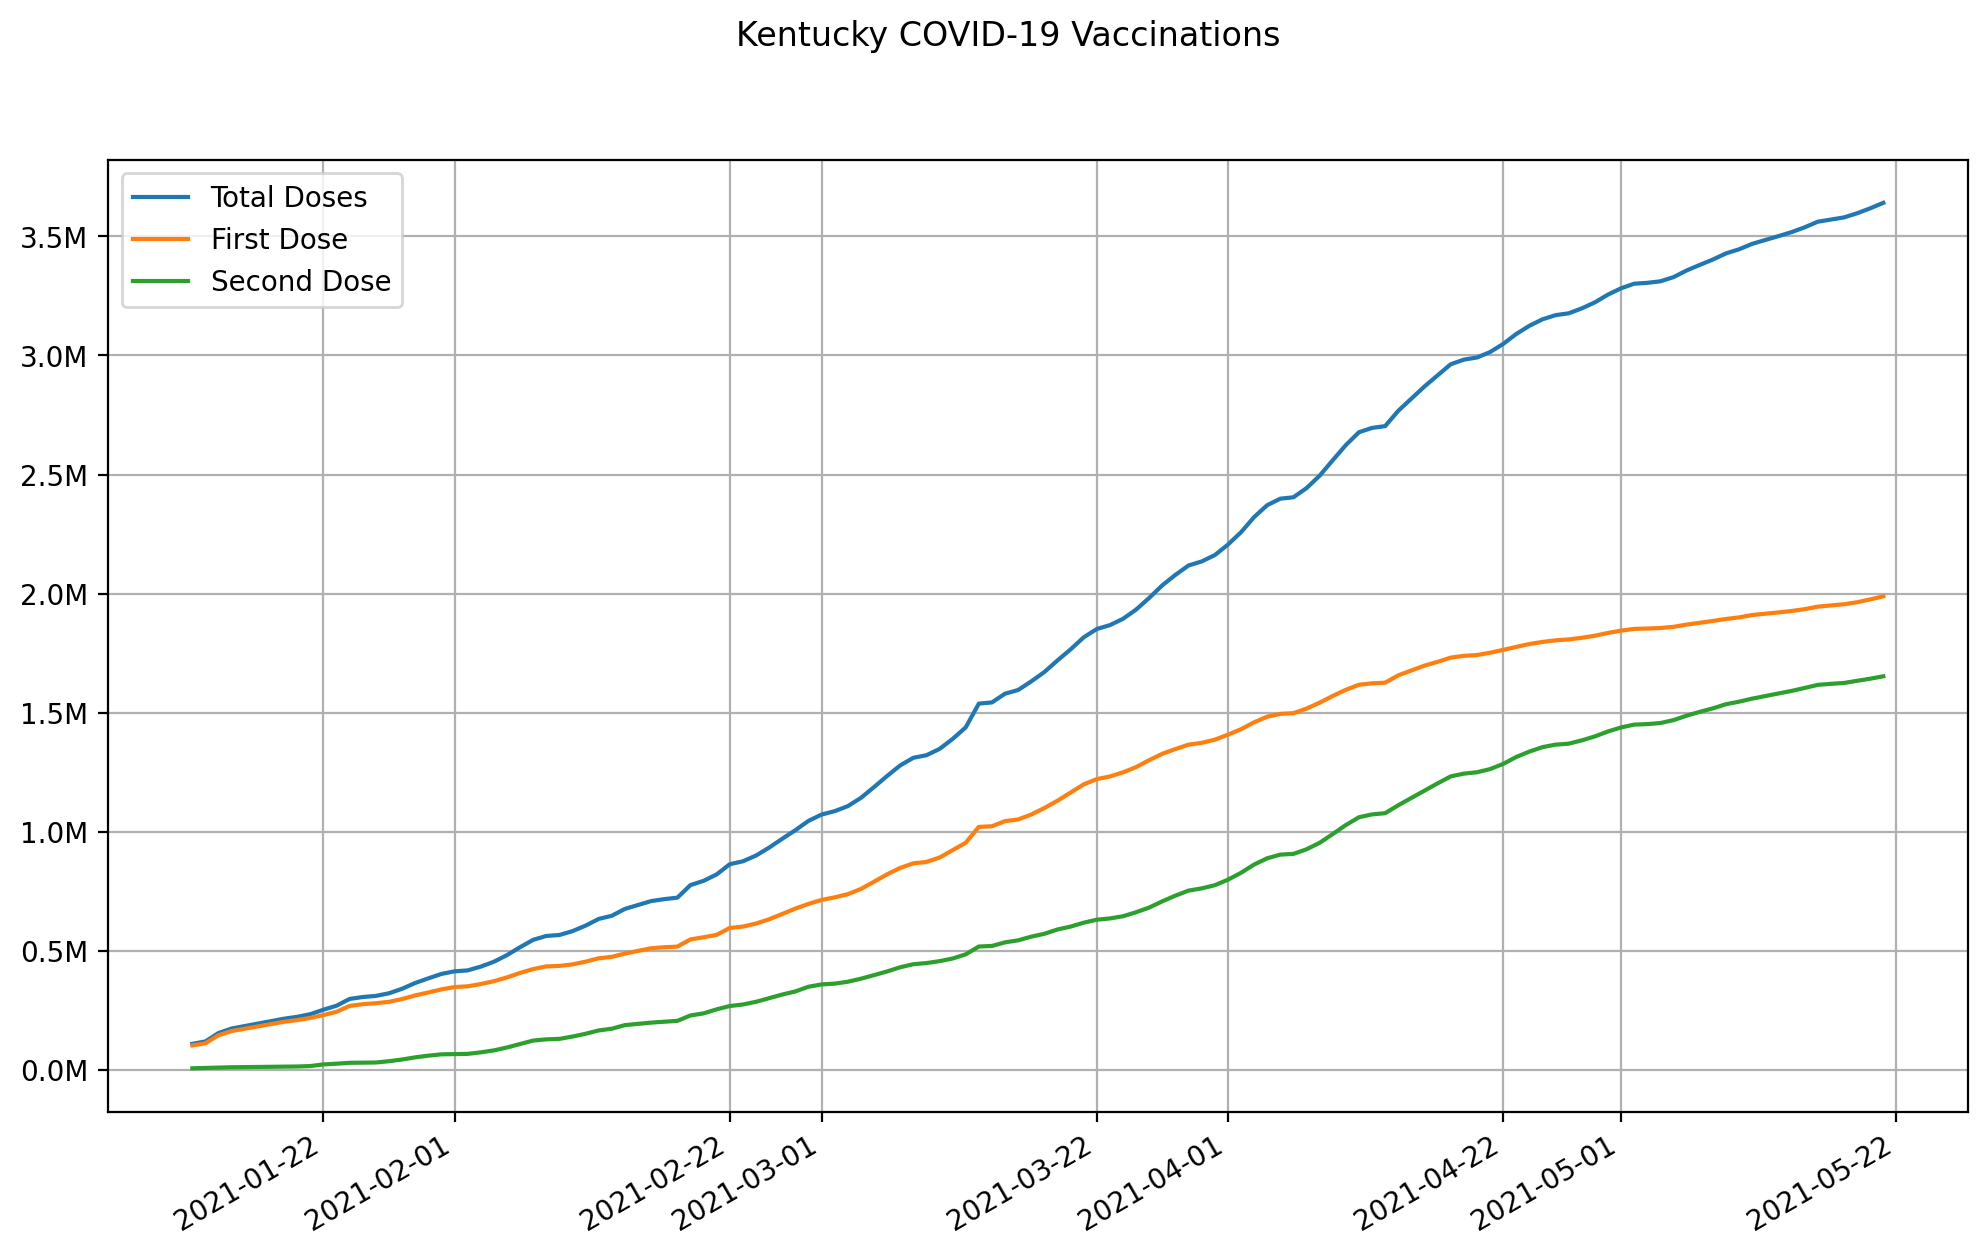 Kentucky COVID-19 Vaccinations
Total Doses
First Dose
Second Dose
3.5M
3.0M
2.5M
2.0M
1.5M
1.0M
0.5M
0.0M
2021-01-22
2021-02-01
2021-02-22
2021-03-01
2021-03-22
2021-04-01
2021-04-22
2021-05-01
2021-05-22